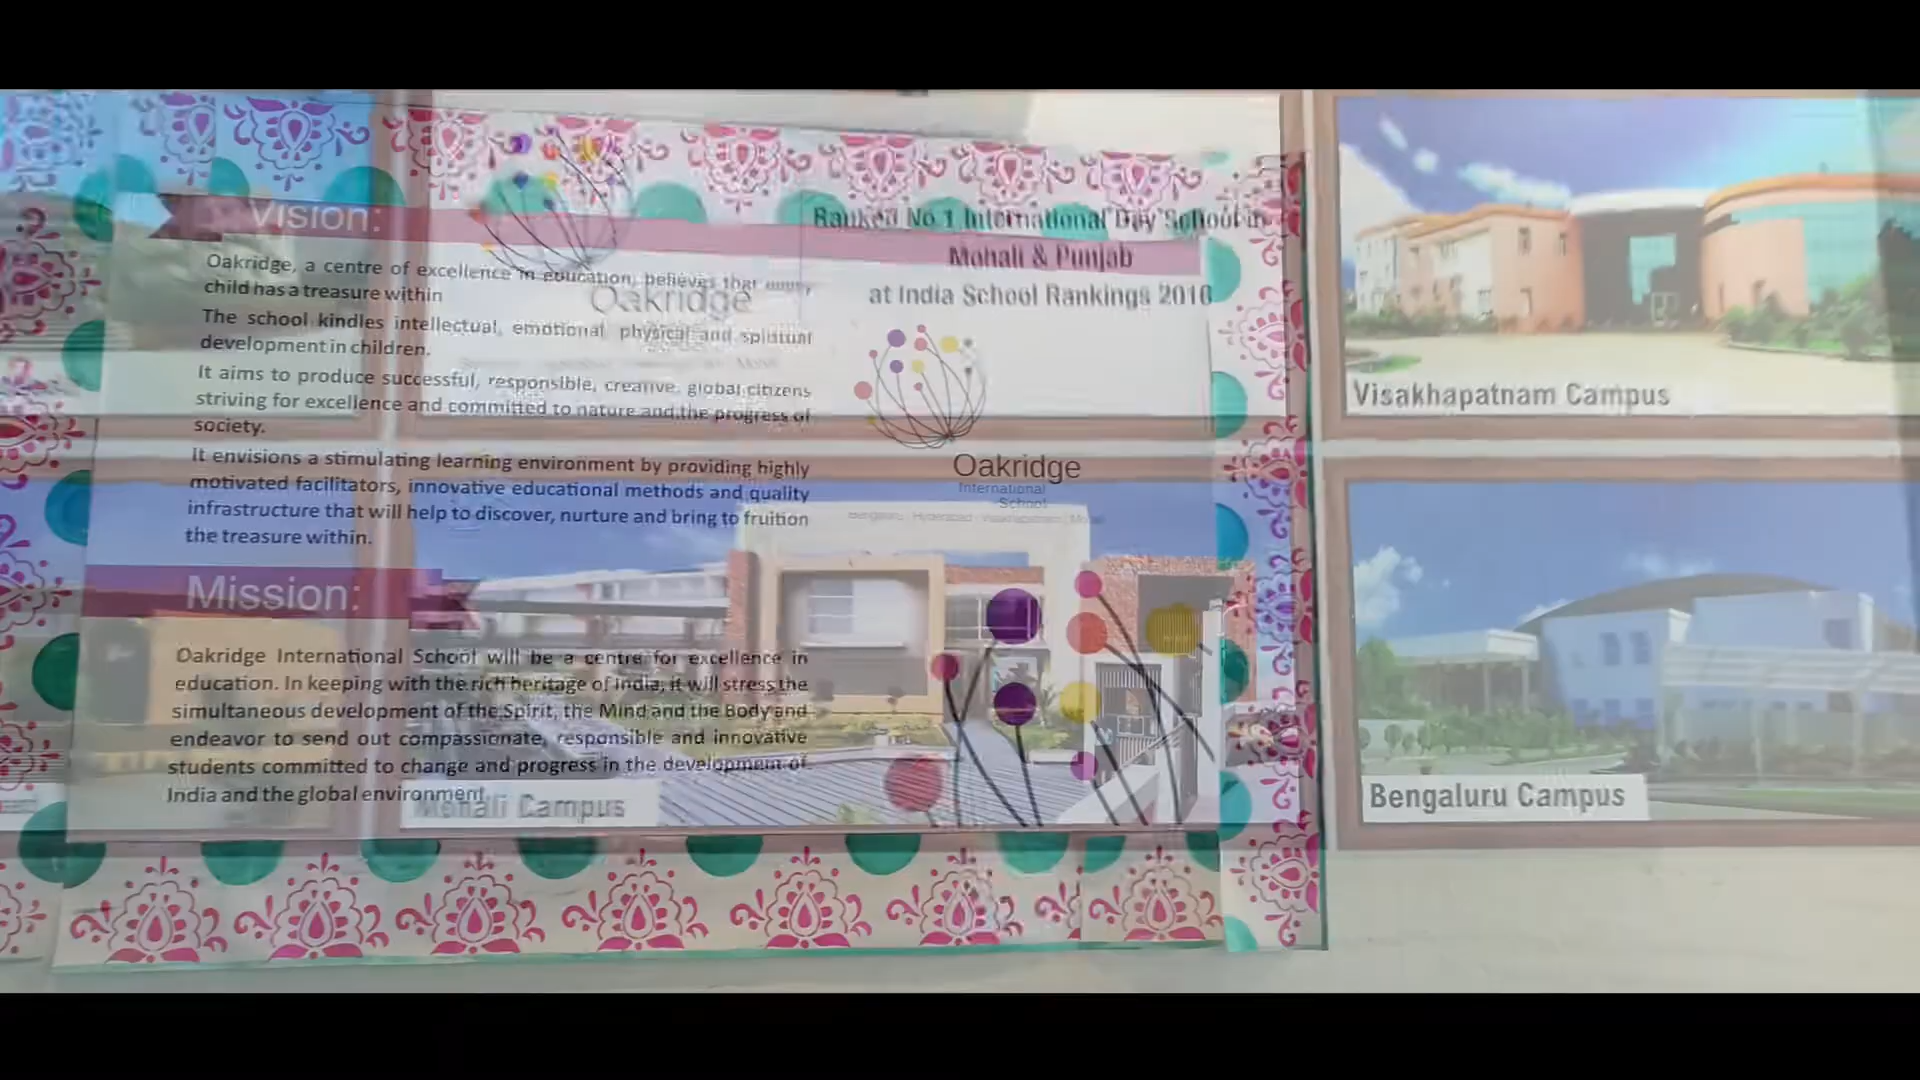 Vision:
Oakridge, a centre of excellence in education, believes that every
child has a treasure within
The school kindles intellectual, emotional, physical and spiritual
development in children.
It aims to produce successful, responsible, creative, global citizens
striving for excellence and committed to nature and the progress of
society.
It envisions a stimulating learning environment by providing highly
motivated facilitators, innovative educational methods and quality
infrastructure that will help to discover, nurture and bring to fruition
the treasure within.
Mission:
Oakridge International School will be a centre for excellence in
education. In keeping with the rich heritage of India, it will stress the
simultaneous development of the Spirit, the Mind and the Body and
endeavor to send out compassionate, responsible and innovative
students committed to change and progress in the development of
India and the global environment.
Oakridge
Ranked No 1 International Day School in
Mohali & Punjab
at India School Rankings 2016
Oakridge
International
School
Bengaluru | Hyderabad | Visakhapatnam | Mohali
Mohali Campus
Visakhapatnam Campus
Bengaluru Campus